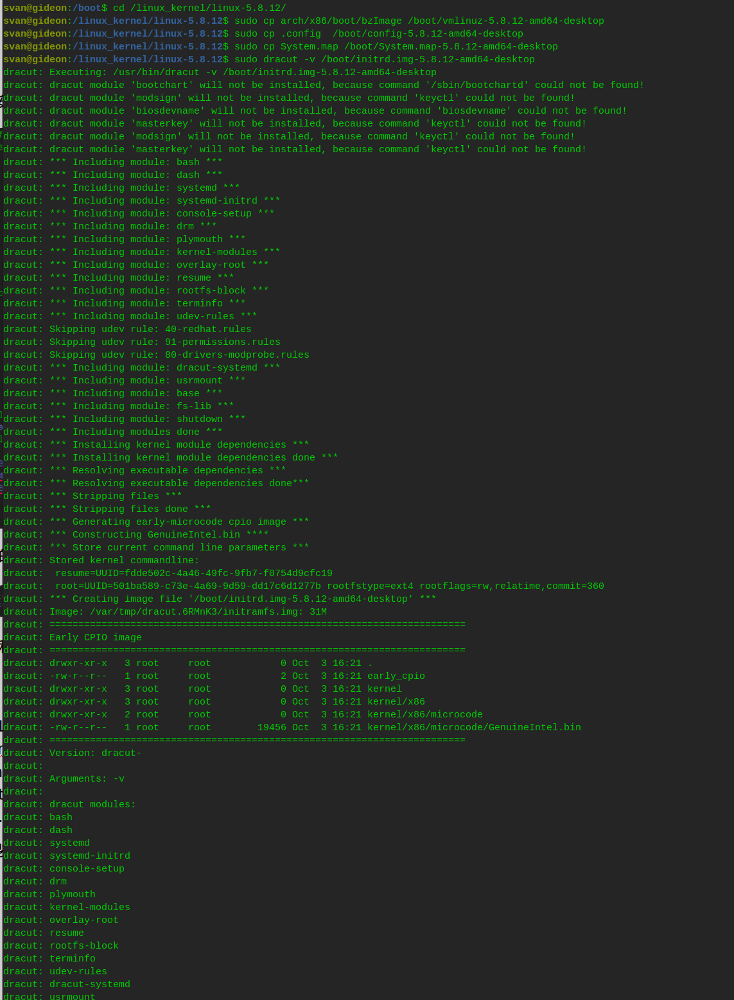 svan@gideon:/boot$ cd /linux_kernel/linux-5.8.12/
svan@gideon:/linux_kernel/linux-5.8.12$ sudo cp arch/x86/boot/bzImage /boot/vmlinuz-5.8.12-amd64-desktop
svan@gideon:/linux_kernel/linux-5.8.12$ sudo cp .config  /boot/config-5.8.12-amd64-desktop
svan@gideon:/linux_kernel/linux-5.8.12$ sudo cp System.map /boot/System.map-5.8.12-amd64-desktop
svan@gideon:/linux_kernel/linux-5.8.12$ sudo dracut -v /boot/initrd.img-5.8.12-amd64-desktop
dracut: Executing: /usr/bin/dracut -v /boot/initrd.img-5.8.12-amd64-desktop
dracut: dracut module 'bootchart' will not be installed, because command '/sbin/bootchartd' could not be found!
dracut: dracut module 'modsign' will not be installed, because command 'keyctl' could not be found!
dracut: dracut module 'biosdevname' will not be installed, because command 'biosdevname' could not be found!
dracut: dracut module 'masterkey' will not be installed, because command 'keyctl' could not be found!
dracut: dracut module 'modsign' will not be installed, because command 'keyctl' could not be found!
dracut: dracut module 'masterkey' will not be installed, because command 'keyctl' could not be found!
dracut: *** Including module: bash ***
dracut: *** Including module: dash ***
dracut: *** Including module: systemd ***
dracut: *** Including module: systemd-initrd ***
dracut: *** Including module: console-setup ***
dracut: *** Including module: drm ***
dracut: *** Including module: plymouth ***
dracut: *** Including module: kernel-modules ***
dracut: *** Including module: overlay-root ***
dracut: *** Including module: resume ***
dracut: *** Including module: rootfs-block ***
dracut: *** Including module: terminfo ***
dracut: *** Including module: udev-rules ***
dracut: Skipping udev rule: 40-redhat.rules
dracut: Skipping udev rule: 91-permissions.rules
dracut: Skipping udev rule: 80-drivers-modprobe.rules
dracut: *** Including module: dracut-systemd ***
dracut: *** Including module: usrmount ***
dracut: *** Including module: base ***
dracut: *** Including module: fs-lib ***
dracut: *** Including module: shutdown ***
dracut: *** Including modules done ***
dracut: *** Installing kernel module dependencies ***
dracut: *** Installing kernel module dependencies done ***
dracut: *** Resolving executable dependencies ***
dracut: *** Resolving executable dependencies done***
dracut: *** Stripping files ***
dracut: *** Stripping files done ***
dracut: *** Generating early-microcode cpio image ***
dracut: *** Constructing GenuineIntel.bin ****
dracut: *** Store current command line parameters ***
dracut: Stored kernel commandline:
dracut:  resume=UUID=fdde502c-4a46-49fc-9fb7-f0754d9cfc19
dracut:  root=UUID=501ba589-c73e-4a69-9d59-dd17c6d1277b rootfstype=ext4 rootflags=rw,relatime,commit=360
dracut: *** Creating image file '/boot/initrd.img-5.8.12-amd64-desktop' ***
dracut: Image: /var/tmp/dracut.6RMnK3/initramfs.img: 31M
dracut: ========================================================================
dracut: Early CPIO image
dracut: ========================================================================
dracut: drwxr-xr-x   3 root     root            0 Oct  3 16:21 .
dracut: -rw-r--r--   1 root     root            2 Oct  3 16:21 early_cpio
dracut: drwxr-xr-x   3 root     root            0 Oct  3 16:21 kernel
dracut: drwxr-xr-x   3 root     root            0 Oct  3 16:21 kernel/x86
dracut: drwxr-xr-x   2 root     root            0 Oct  3 16:21 kernel/x86/microcode
dracut: -rw-r--r--   1 root     root        19456 Oct  3 16:21 kernel/x86/microcode/GenuineIntel.bin
dracut: ========================================================================
dracut: Version: dracut-
dracut:
dracut: Arguments: -v
dracut:
dracut: dracut modules:
dracut: bash
dracut: dash
dracut: systemd
dracut: systemd-initrd
dracut: console-setup
dracut: drm
dracut: plymouth
dracut: kernel-modules
dracut: overlay-root
dracut: resume
dracut: rootfs-block
dracut: terminfo
dracut: udev-rules
dracut: dracut-systemd
dracut: usrmount